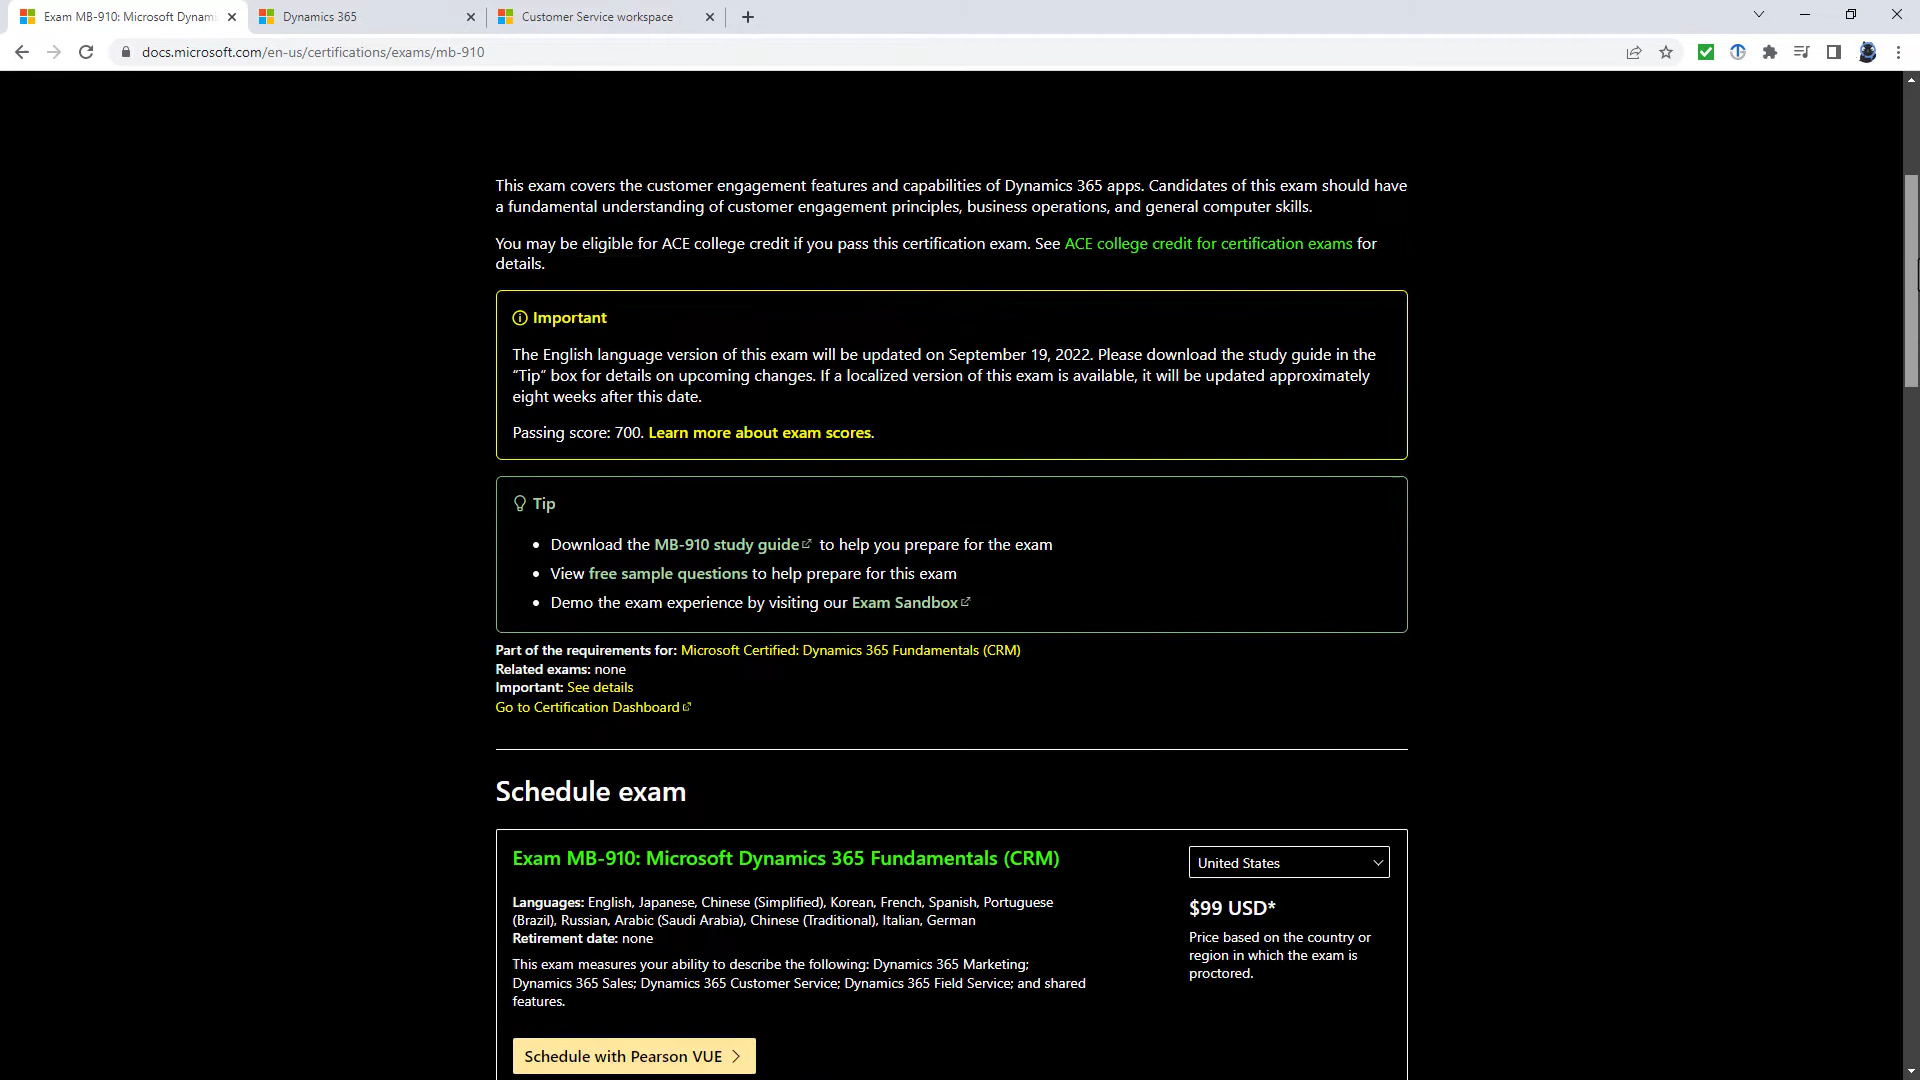 Exam MB-910: Microsoft Dynam
Dynamics 365
Customer Service workspace
docs.microsoft.com/en-us/certifications/exams/mb-910
This exam covers the customer engagement features and capabilities of Dynamics 365 apps. Candidates of this exam should have
a fundamental understanding of customer engagement principles, business operations, and general computer skills.
You may be eligible for ACE college credit if you pass this certification exam. See ACE college credit for certification exams for
details.
Important
The English language version of this exam will be updated on September 19, 2022. Please download the study guide in the
“Tip” box for details on upcoming changes. If a localized version of this exam is available, it will be updated approximately
eight weeks after this date.
Passing score: 700. Learn more about exam scores.
Tip
• Download the MB-910 study guide to help you prepare for the exam
• View free sample questions to help prepare for this exam
• Demo the exam experience by visiting our Exam Sandbox
Part of the requirements for: Microsoft Certified: Dynamics 365 Fundamentals (CRM)
Related exams: none
Important: See details
Go to Certification Dashboard
Schedule exam
Exam MB-910: Microsoft Dynamics 365 Fundamentals (CRM)
Languages: English, Japanese, Chinese (Simplified), Korean, French, Spanish, Portuguese
(Brazil), Russian, Arabic (Saudi Arabia), Chinese (Traditional), Italian, German
Retirement date: none
This exam measures your ability to describe the following: Dynamics 365 Marketing;
Dynamics 365 Sales; Dynamics 365 Customer Service; Dynamics 365 Field Service; and shared
features.
Schedule with Pearson VUE
United States
$99 USD*
Price based on the country or
region in which the exam is
proctored.